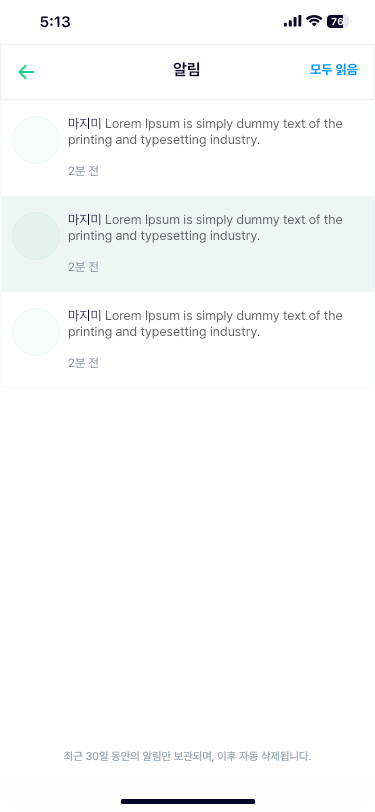 5:13
76
알림
모두 읽음
마지미 Lorem Ipsum is simply dummy text of the
printing and typesetting industry.
2분 전
마지미 Lorem Ipsum is simply dummy text of the
printing and typesetting industry.
2분 전
마지미 Lorem Ipsum is simply dummy text of the
printing and typesetting industry.
2분 전
최근 30일 동안의 알림만 보관되며, 이후 자동 삭제됩니다.